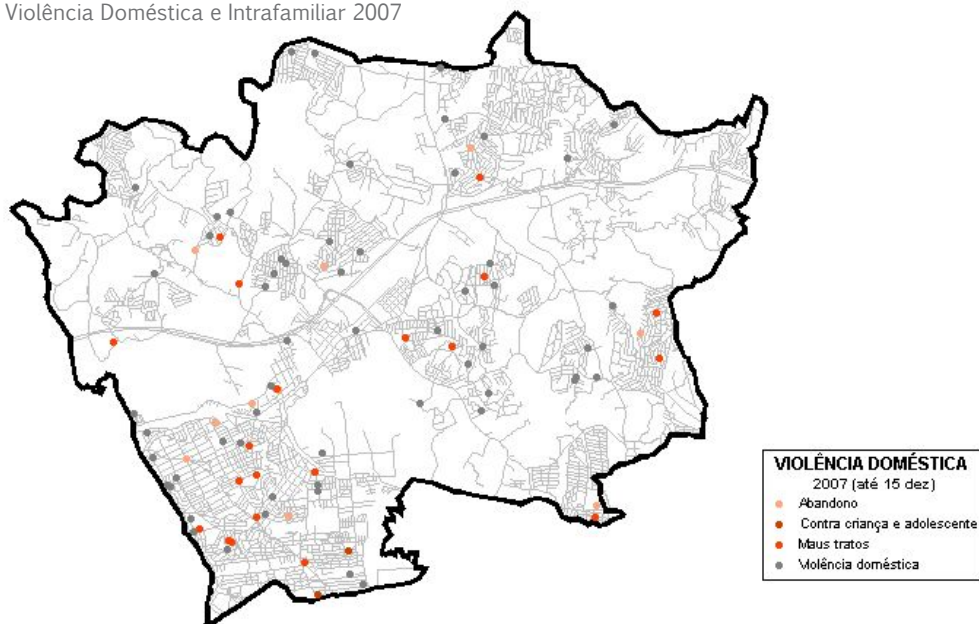 Violência Doméstica e Intrafamiliar 2007
VIOLÊNCIA DOMÉSTICA
2007 (até 15 dez)
Abandono
Contra criança e adolescente
Maus tratos
Violência doméstica